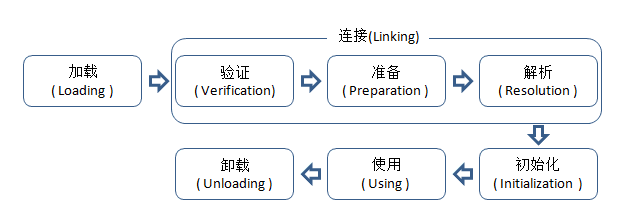 连接(Linking)
加载
( Loading )
验证
( Verification)
准备
( Preparation )
解析
( Resolution )
卸载
( Unloading )
使用
( Using )
初始化
( Initialization )